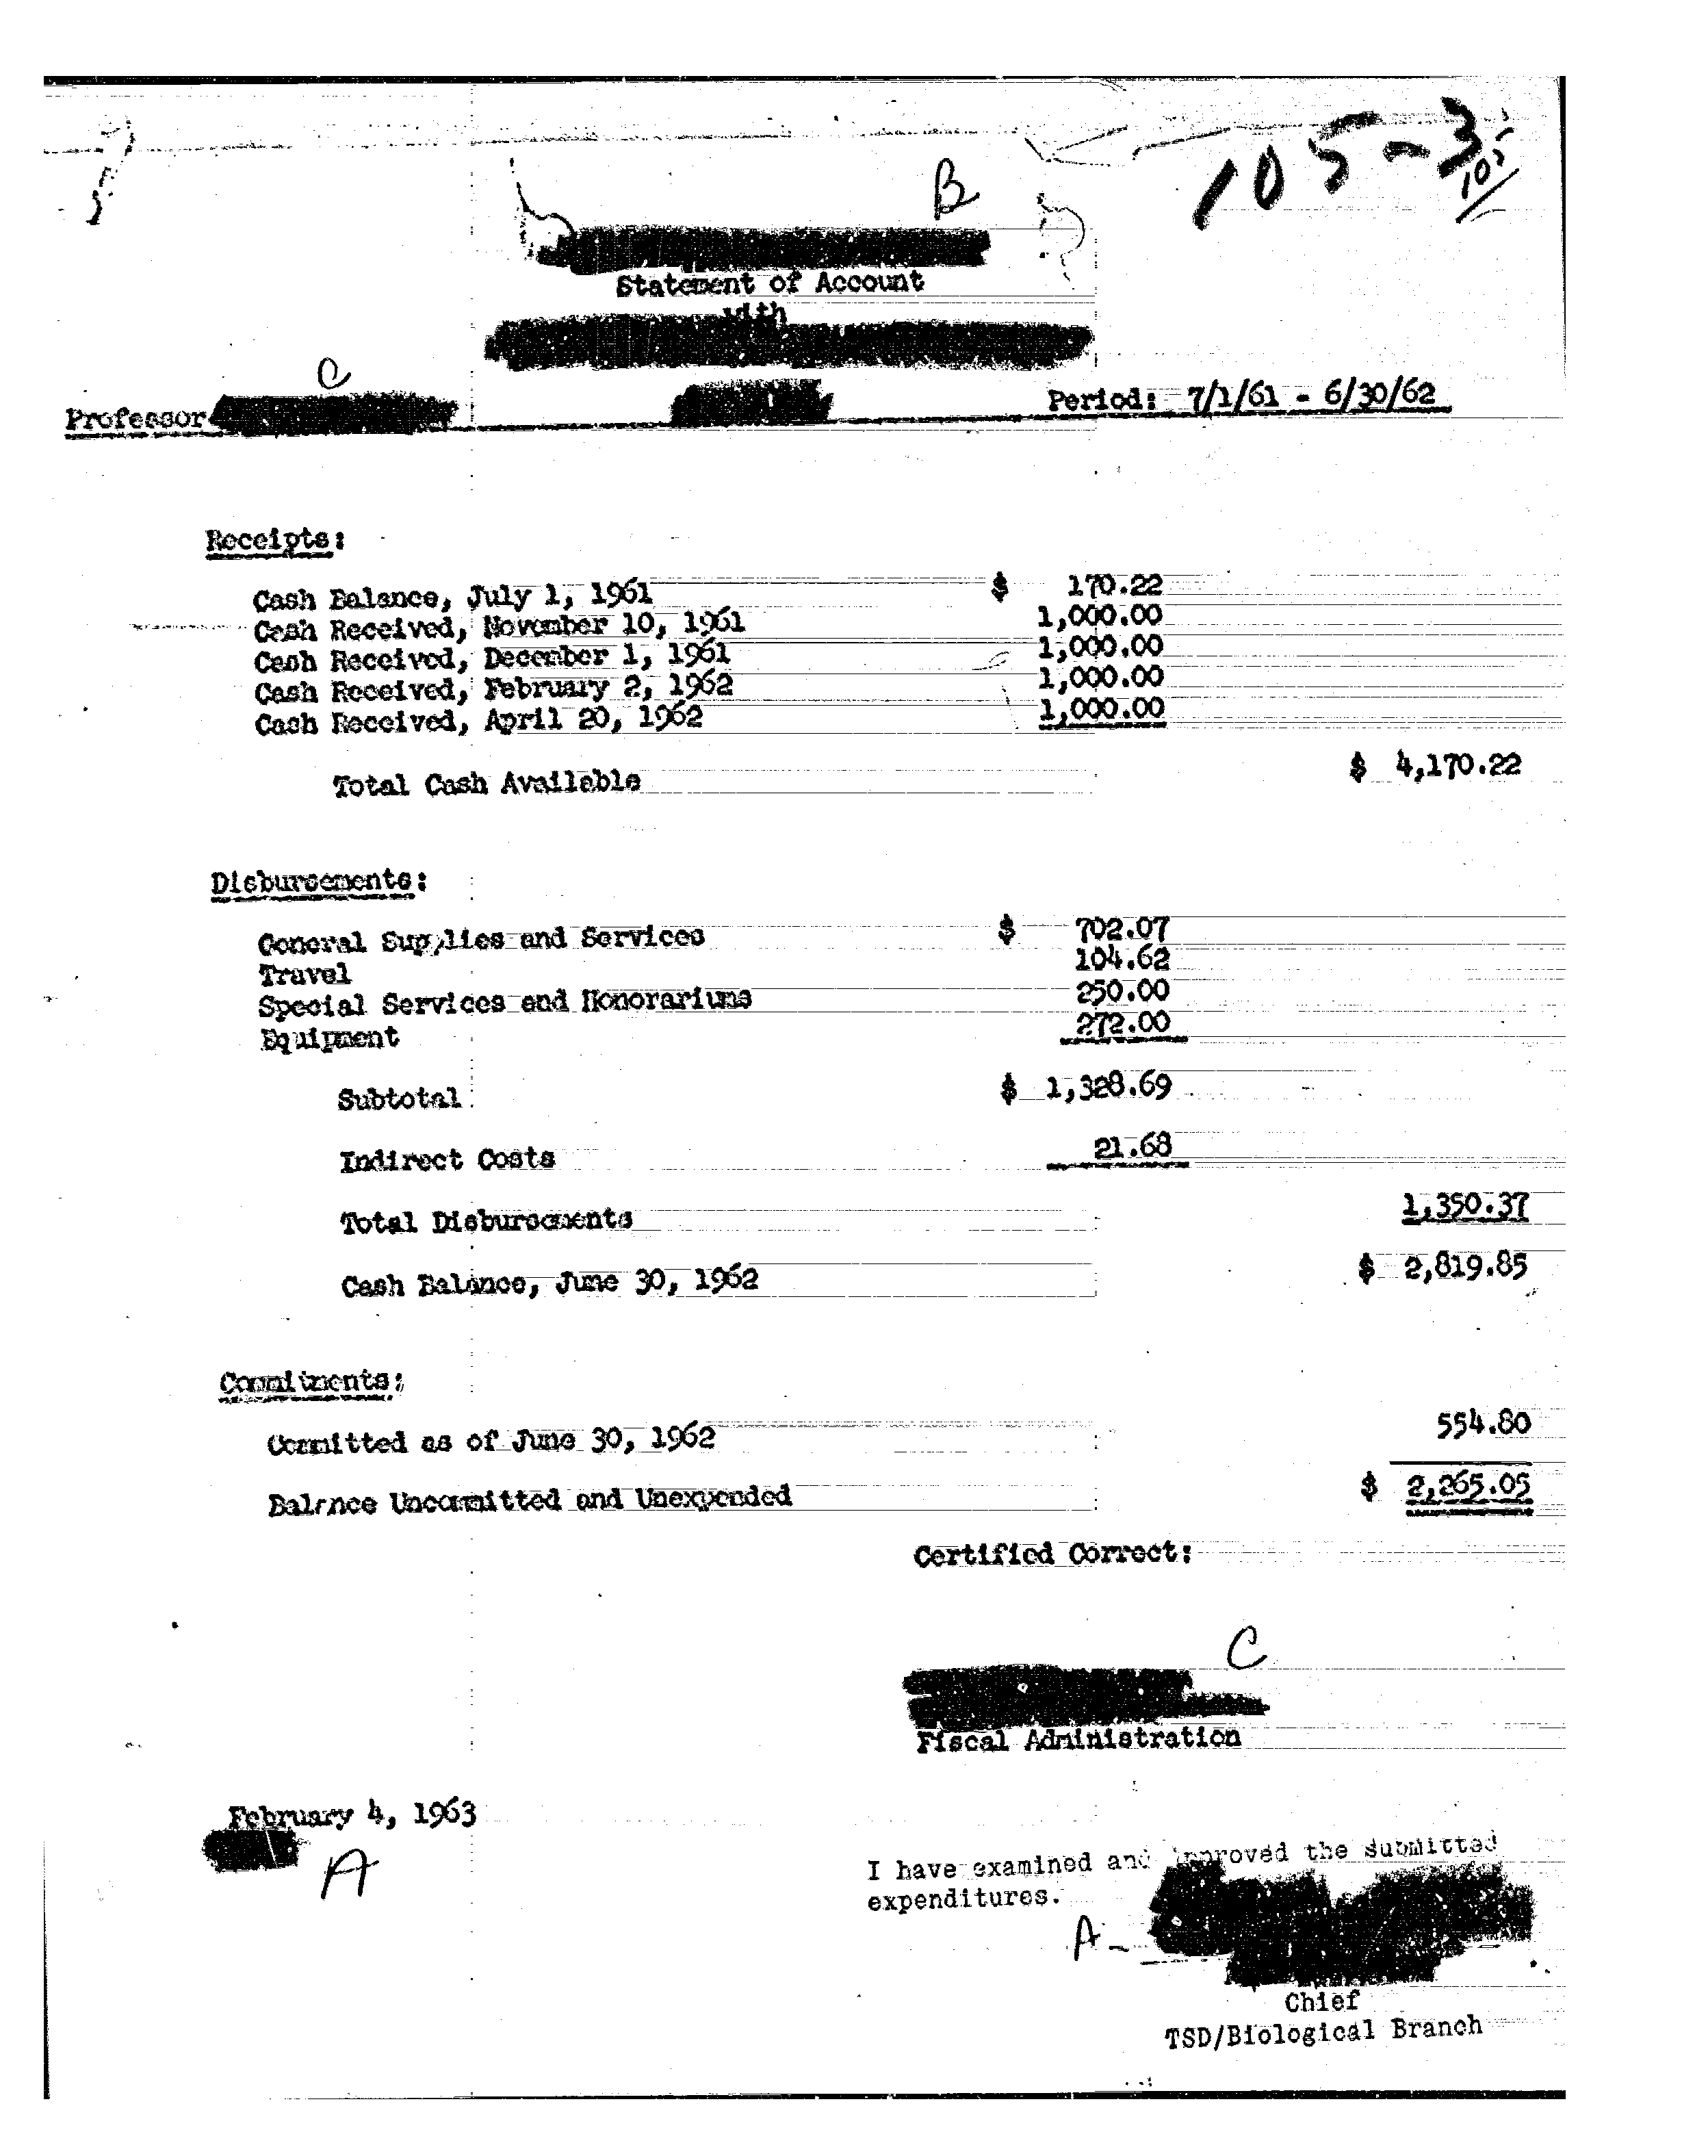 105-3
105
B
Statement of Account
with
C
Professor Period: 7/1/61 - 6/30/62
Receipts:
Cash Balance, July 1, 1961 $ 170.22
Cash Received, November 10, 1961 1,000.00
Cash Received, December 1, 1961 1,000.00
Cash Received, February 2, 1962 1,000.00
Cash Received, April 20, 1962 1,000.00
Total Cash Available $ 4,170.22
Disbursements:
General Supplies and Services $ 702.07
Travel 104.62
Special Services and Honorariums 250.00
Equipment 272.00
Subtotal $ 1,328.69
Indirect Costs 21.68
Total Disbursements 1,350.37
Cash Balance, June 30, 1962 $ 2,819.85
Commitments:
Committed as of June 30, 1962 554.80
Balance Uncommitted and Unexpended $ 2,265.05
Certified Correct:
C
Fiscal Administration
February 4, 1963
A
I have examined and approved the submitted
expenditures.
A -
Chief
TSD/Biological Branch